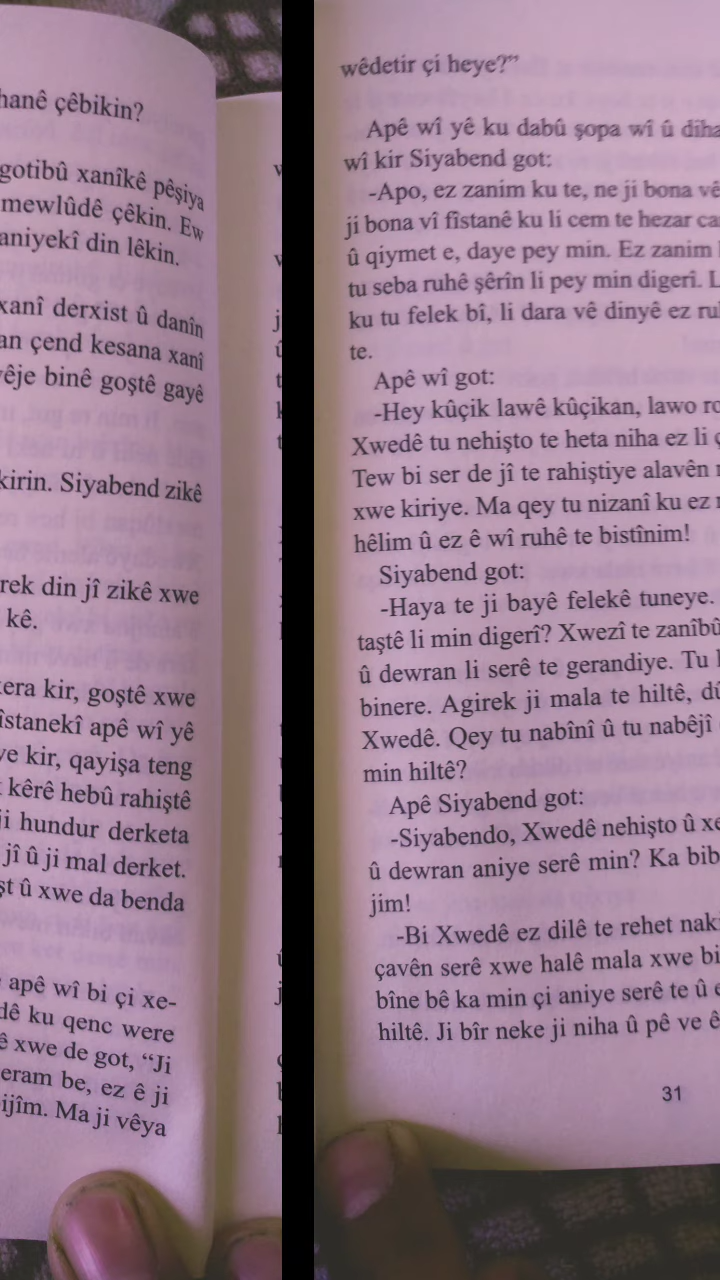 hanê çêbikin?
gotibû xanîkê pêşiya
mewlûdê çêkin. Ew
aniyekî din lêkin.
xanî derxist û danîn
an çend kesana xanî
êje binê goştê gayê
kirin. Siyabend zikê
rek din jî zikê xwe
kê.
era kir, goştê xwe
îstanekî apê wî yê
ve kir, qayişa teng
kêrê hebû rahiştê
ji hundur derketa
jî û ji mal derket.
şt û xwe da benda
apê wî bi çi xe-
dê ku qenc were
ê xwe de got, “Ji
eram be, ez ê ji
ijîm. Ma ji vêya
wêdetir çi heye?”
Apê wî yê ku dabû şopa wî û diha
wî kir Siyabend got:
-Apo, ez zanim ku te, ne ji bona vê
ji bona vî fîstanê ku li cem te hezar ca
û qiymet e, daye pey min. Ez zanim
tu seba ruhê şêrîn li pey min digerî. L
ku tu felek bî, li dara vê dinyê ez ru
te.
Apê wî got:
-Hey kûçik lawê kûçikan, lawo ro
Xwedê tu nehişto te heta niha ez li ç
Tew bi ser de jî te rahiştiye alavên
xwe kiriye. Ma qey tu nizanî ku ez
hêlim û ez ê wî ruhê te bistînim!
Siyabend got:
-Haya te ji bayê felekê tuneye.
taştê li min digerî? Xwezî te zanîbû
û dewran li serê te gerandiye. Tu
binere. Agirek ji mala te hiltê, dû
Xwedê. Qey tu nabînî û tu nabêjî
min hiltê?
Apê Siyabend got:
-Siyabendo, Xwedê nehişto û xe
û dewran aniye serê min? Ka bib
jim!
-Bi Xwedê ez dilê te rehet nak
çavên serê xwe halê mala xwe bi
bîne bê ka min çi aniye serê te û
hiltê. Ji bîr neke ji niha û pê ve ê
31